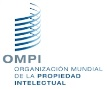 OMPI
ORGANIZACIÓN MUNDIAL
DE LA PROPIEDAD
INTELECTUAL